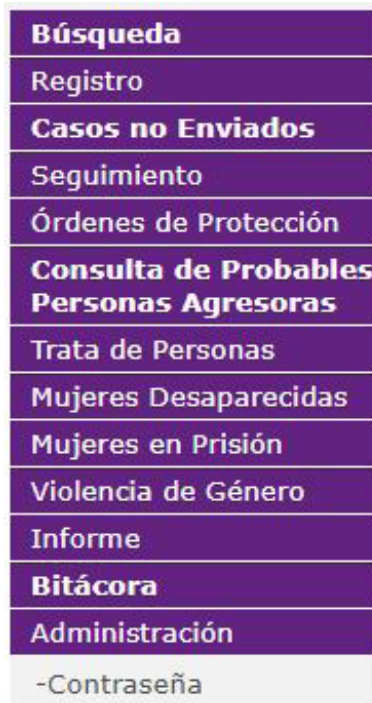 Búsqueda
Registro
Casos no Enviados
Seguimiento
Órdenes de Protección
Consulta de Probables
Personas Agresoras
Trata de Personas
Mujeres Desaparecidas
Mujeres en Prisión
Violencia de Género
Informe
Bitácora
Administración
-Contraseña